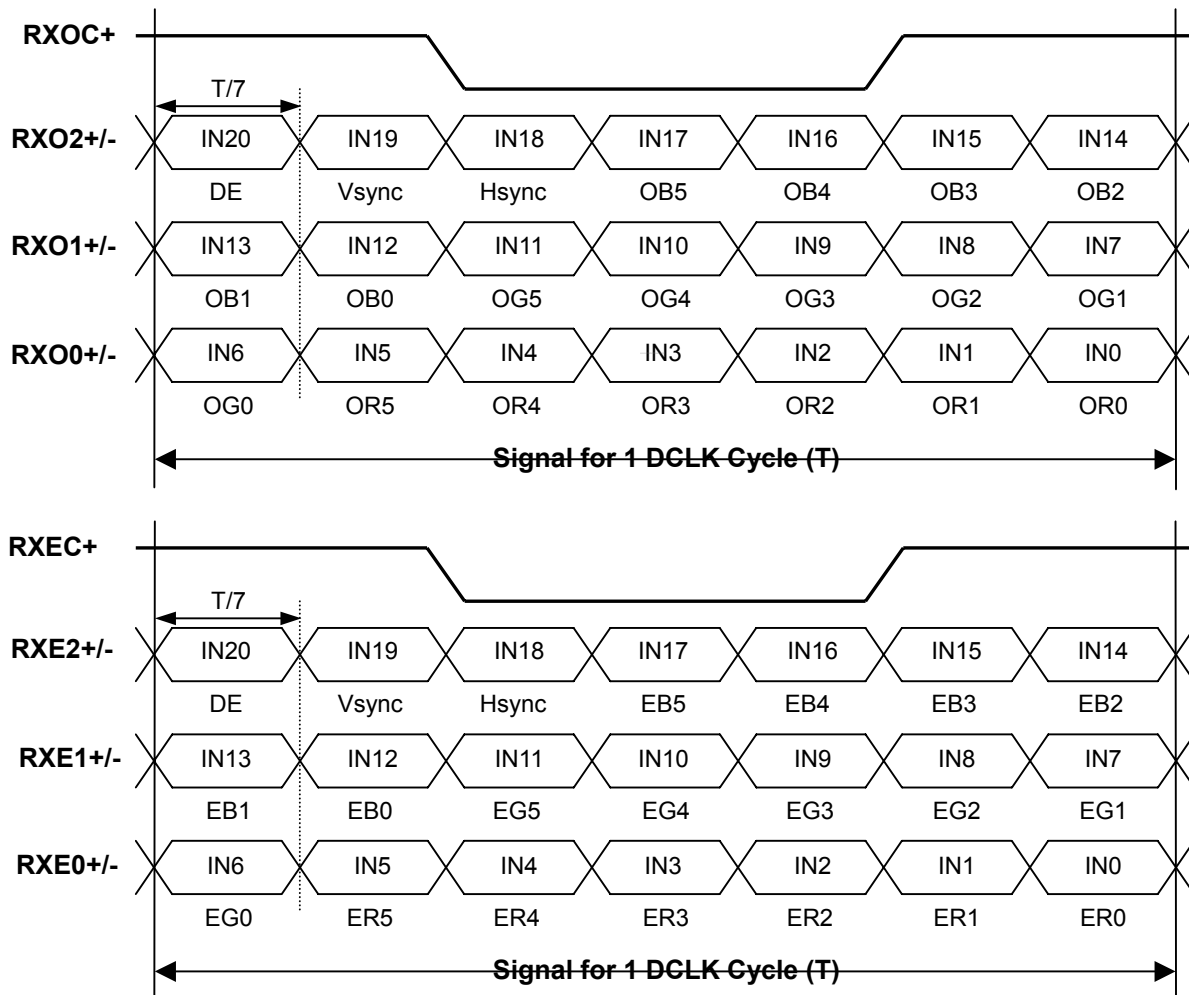 RXOC+
T/7
RXO2+/- IN20 IN19 IN18 IN17 IN16 IN15 IN14
DE Vsync Hsync OB5 OB4 OB3 OB2
RXO1+/- IN13 IN12 IN11 IN10 IN9 IN8 IN7
OB1 OB0 OG5 OG4 OG3 OG2 OG1
RXO0+/- IN6 IN5 IN4 IN3 IN2 IN1 IN0
OG0 OR5 OR4 OR3 OR2 OR1 OR0
Signal for 1 DCLK Cycle (T)
RXEC+
T/7
RXE2+/- IN20 IN19 IN18 IN17 IN16 IN15 IN14
DE Vsync Hsync EB5 EB4 EB3 EB2
RXE1+/- IN13 IN12 IN11 IN10 IN9 IN8 IN7
EB1 EB0 EG5 EG4 EG3 EG2 EG1
RXE0+/- IN6 IN5 IN4 IN3 IN2 IN1 IN0
EG0 ER5 ER4 ER3 ER2 ER1 ER0
Signal for 1 DCLK Cycle (T)